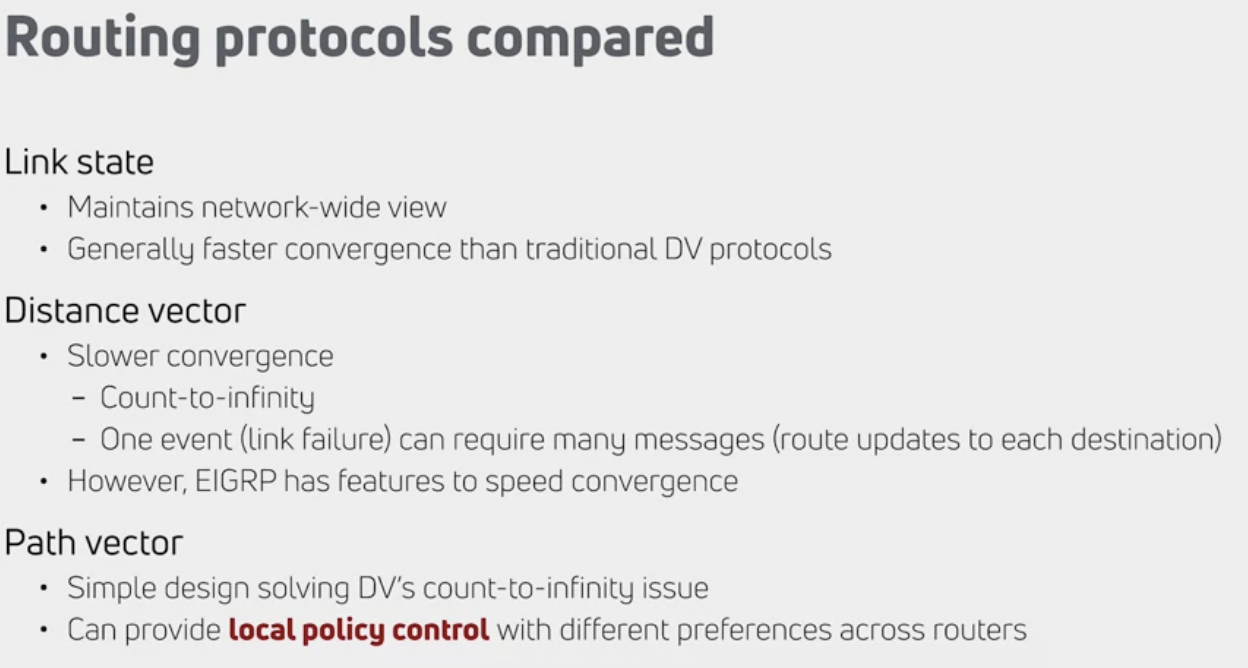 Routing protocols compared
Link state
• Maintains network-wide view
• Generally faster convergence than traditional DV protocols
Distance vector
• Slower convergence
– Count-to-infinity
– One event (link failure) can require many messages (route updates to each destination)
• However, EIGRP has features to speed convergence
Path vector
• Simple design solving DV's count-to-infinity issue
• Can provide local policy control with different preferences across routers